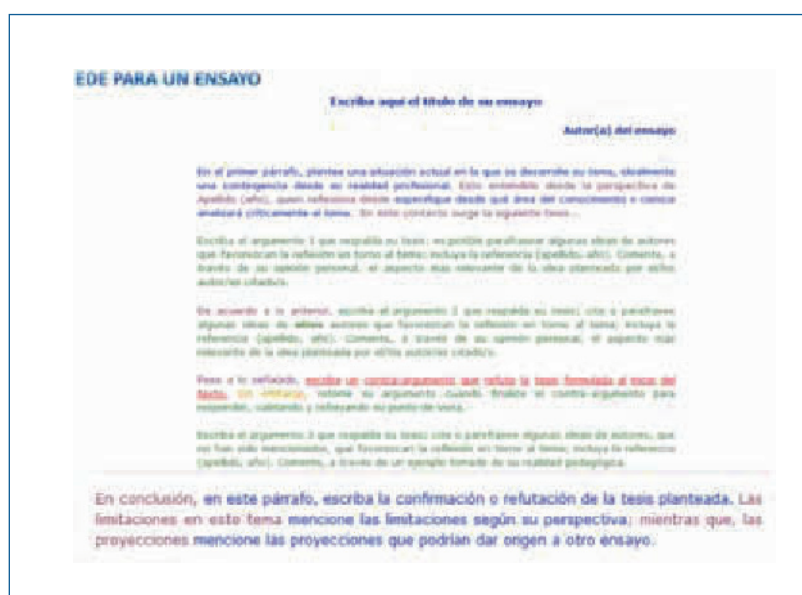 EDE PARA UN ENSAYO
Escriba aquí el título de su ensayo
Autor(a) del ensayo
En el primer párrafo, plantee una situación actual en la que se desarrolle su tema, idealmente
una contingencia desde su realidad profesional. Esto entendido desde la perspectiva de
Apellido (año), quien reflexiona desde especifique desde qué área del conocimiento o ciencia
analizará críticamente el tema. En este contexto surge la siguiente tesis...
Escriba el argumento 1 que respalda su tesis; es posible parafrasear algunas ideas de autores
que favorezcan la reflexión en torno al tema; incluya la referencia (apellido, año). Comente, a
través de su opinión personal, el aspecto más relevante de la idea planteada por el/los
autor/es citado/s.
De acuerdo a lo anterior, escriba el argumento 2 que respalda su tesis; cite o parafrasee
algunas ideas de otros autores que favorezcan la reflexión en torno al tema; incluya la
referencia (apellido, año). Comente, a través de su opinión personal, el aspecto más
relevante de la idea planteada por el/los autor/es citado/s.
Pese a lo señalado, escriba un contra-argumento que refute la tesis formulada al inicio del
texto. Sin embargo, retome su argumento cuando finalice el contra-argumento para
responder, validando y reforzando su punto de vista.
Escriba el argumento 3 que respalda su tesis; cite o parafrasee algunas ideas de autores, que
no han sido mencionados, que favorezcan la reflexión en torno al tema; incluya la referencia
(apellido, año). Comente, a través de un ejemplo tomado de su realidad pedagógica.
En conclusión, en este párrafo, escriba la confirmación o refutación de la tesis planteada. Las
limitaciones en esto tema mencione las limitaciones según su perspectiva; mientras que, las
proyecciones mencione las proyecciones que podrían dar origen a otro ensayo.